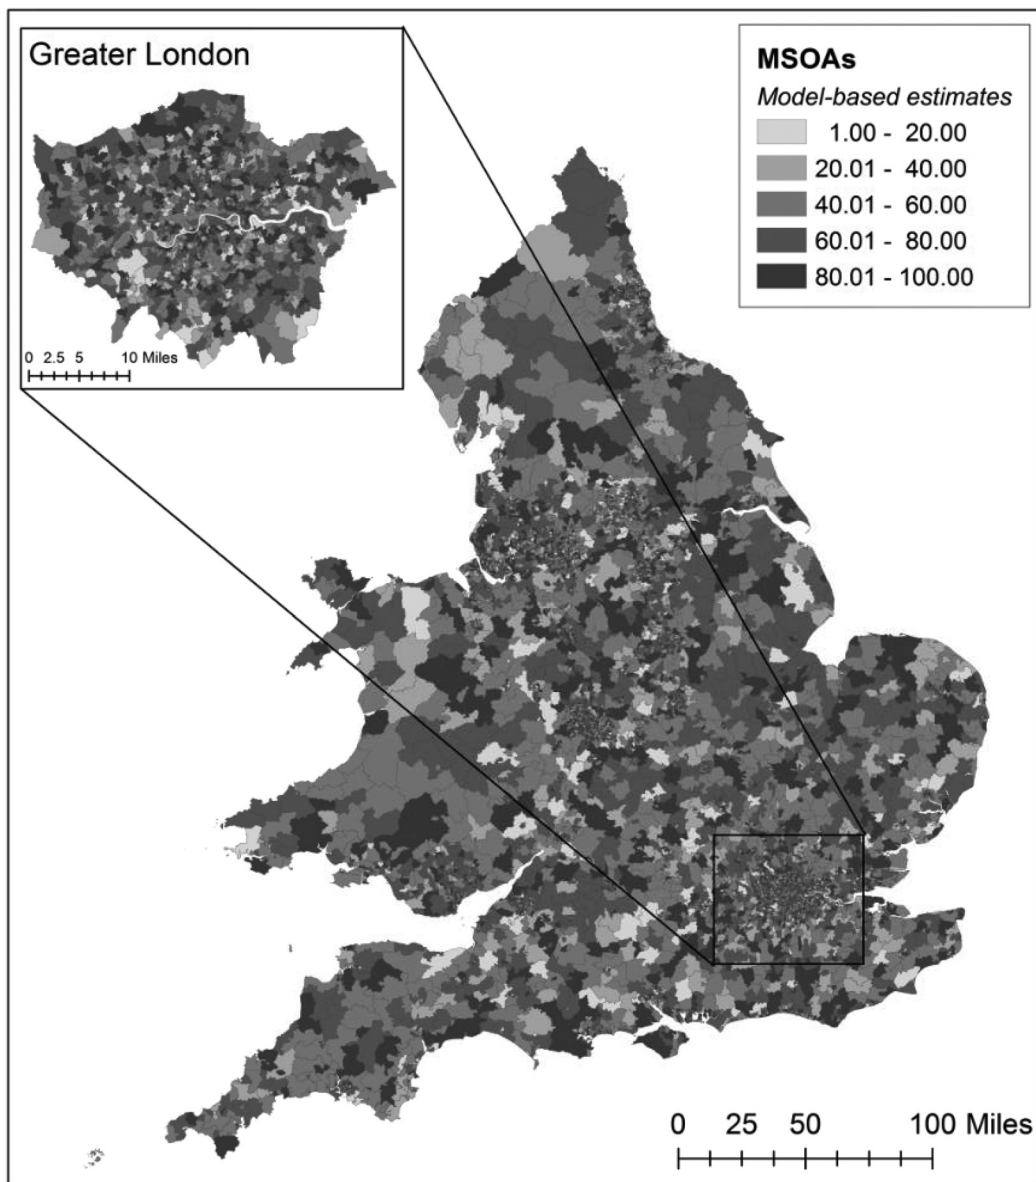 Greater London
0 2.5 5 10 Miles
MSOAs
Model-based estimates
1.00 - 20.00
20.01 - 40.00
40.01 - 60.00
60.01 - 80.00
80.01 - 100.00
0 25 50 100 Miles